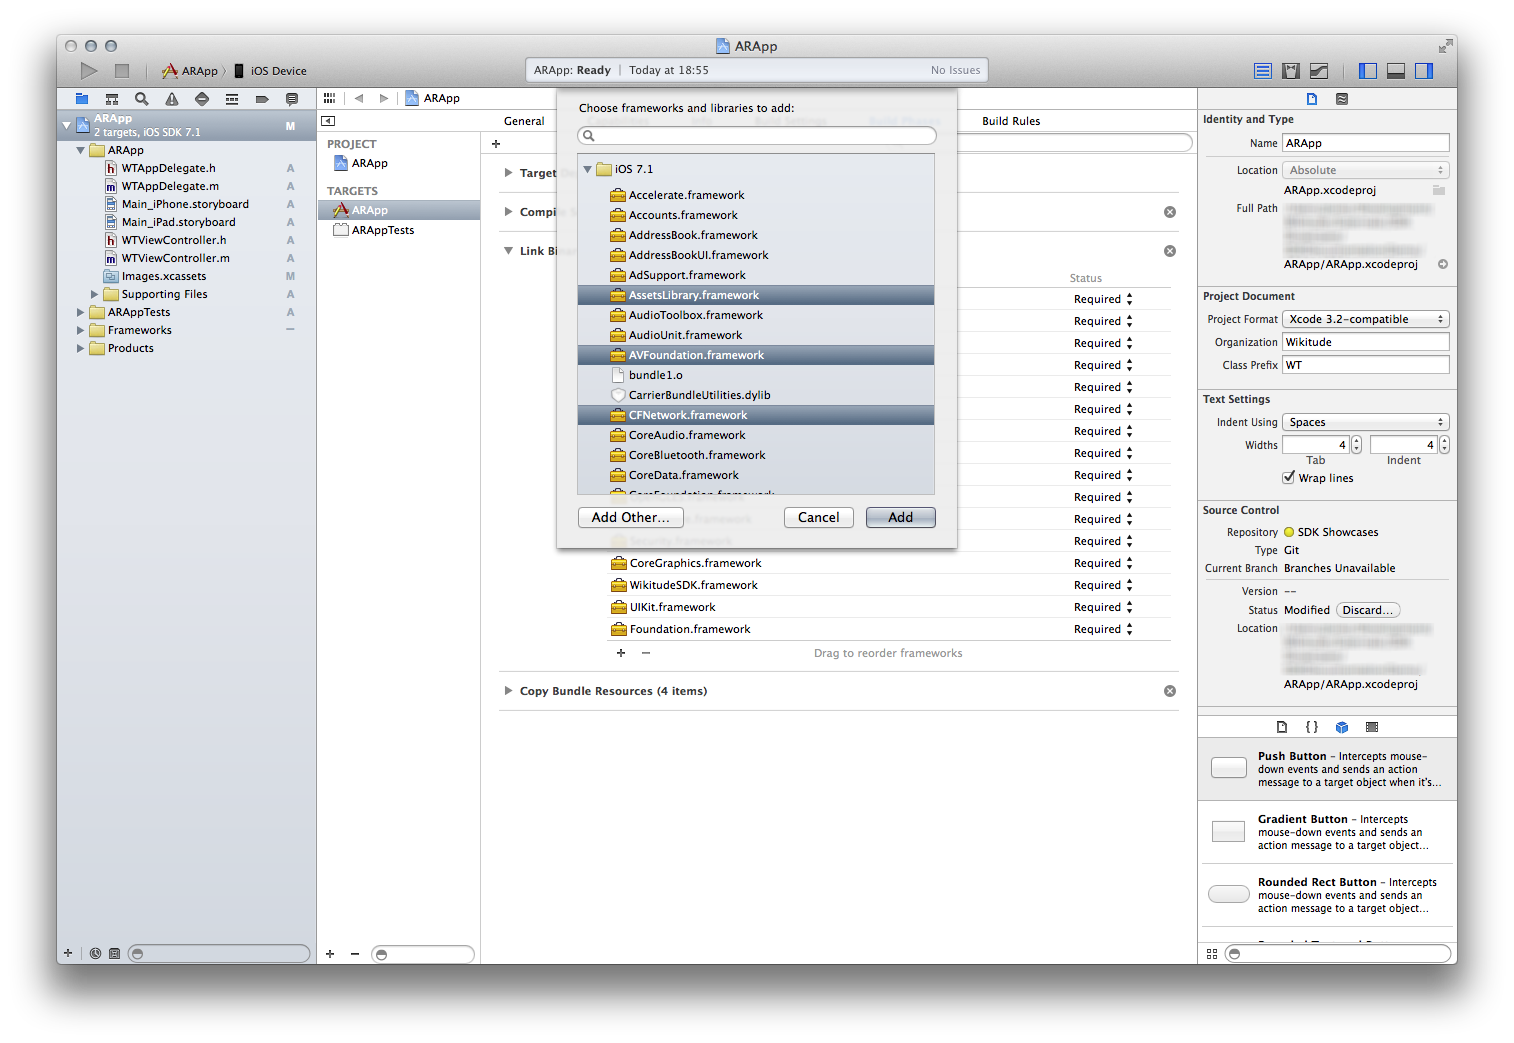 ARApp
ARApp
iOS Device
ARApp: Ready
Today at 18:55
No Issues
ARApp
2 targets, iOS SDK 7.1
M
ARApp
WTAppDelegate.h
A
WTAppDelegate.m
A
Main_iPhone.storyboard
A
Main_iPad.storyboard
A
WTViewController.h
A
WTViewController.m
A
Images.xcassets
M
Supporting Files
A
ARAppTests
A
Frameworks
Products
ARApp
PROJECT
ARApp
TARGETS
ARApp
ARAppTests
General
Capabilities
Info
Build Settings
Build Phases
Build Rules
Target
Compile
Link Bi
Choose frameworks and libraries to add:
iOS 7.1
Accelerate.framework
Accounts.framework
AddressBook.framework
AddressBookUI.framework
AdSupport.framework
AssetsLibrary.framework
AudioToolbox.framework
AudioUnit.framework
AVFoundation.framework
bundle1.o
CarrierBundleUtilities.dylib
CFNetwork.framework
CoreAudio.framework
CoreBluetooth.framework
CoreData.framework
CoreFoundation.framework
Add Other...
Cancel
Add
Status
Required
Required
Required
Required
Required
Required
Required
Required
Required
Required
Required
Security.framework
Required
CoreGraphics.framework
Required
WikitudeSDK.framework
Required
UIKit.framework
Required
Foundation.framework
Required
Drag to reorder frameworks
Copy Bundle Resources (4 items)
Identity and Type
Name
ARApp
Location
Absolute
ARApp.xcodeproj
Full Path
ARApp/ARApp.xcodeproj
Project Document
Project Format
Xcode 3.2-compatible
Organization
Wikitude
Class Prefix
WT
Text Settings
Indent Using
Spaces
Widths
4
4
Tab
Indent
Wrap lines
Source Control
Repository
SDK Showcases
Type
Git
Current Branch
Branches Unavailable
Version
--
Status
Modified
Discard...
Location
ARApp/ARApp.xcodeproj
Push Button - Intercepts mouse-
down events and sends an action
message to a target object when it's...
Gradient Button - Intercepts
mouse-down events and sends an
action message to a target object...
Rounded Rect Button - Intercepts
mouse-down events and sends an
action message to a target object...